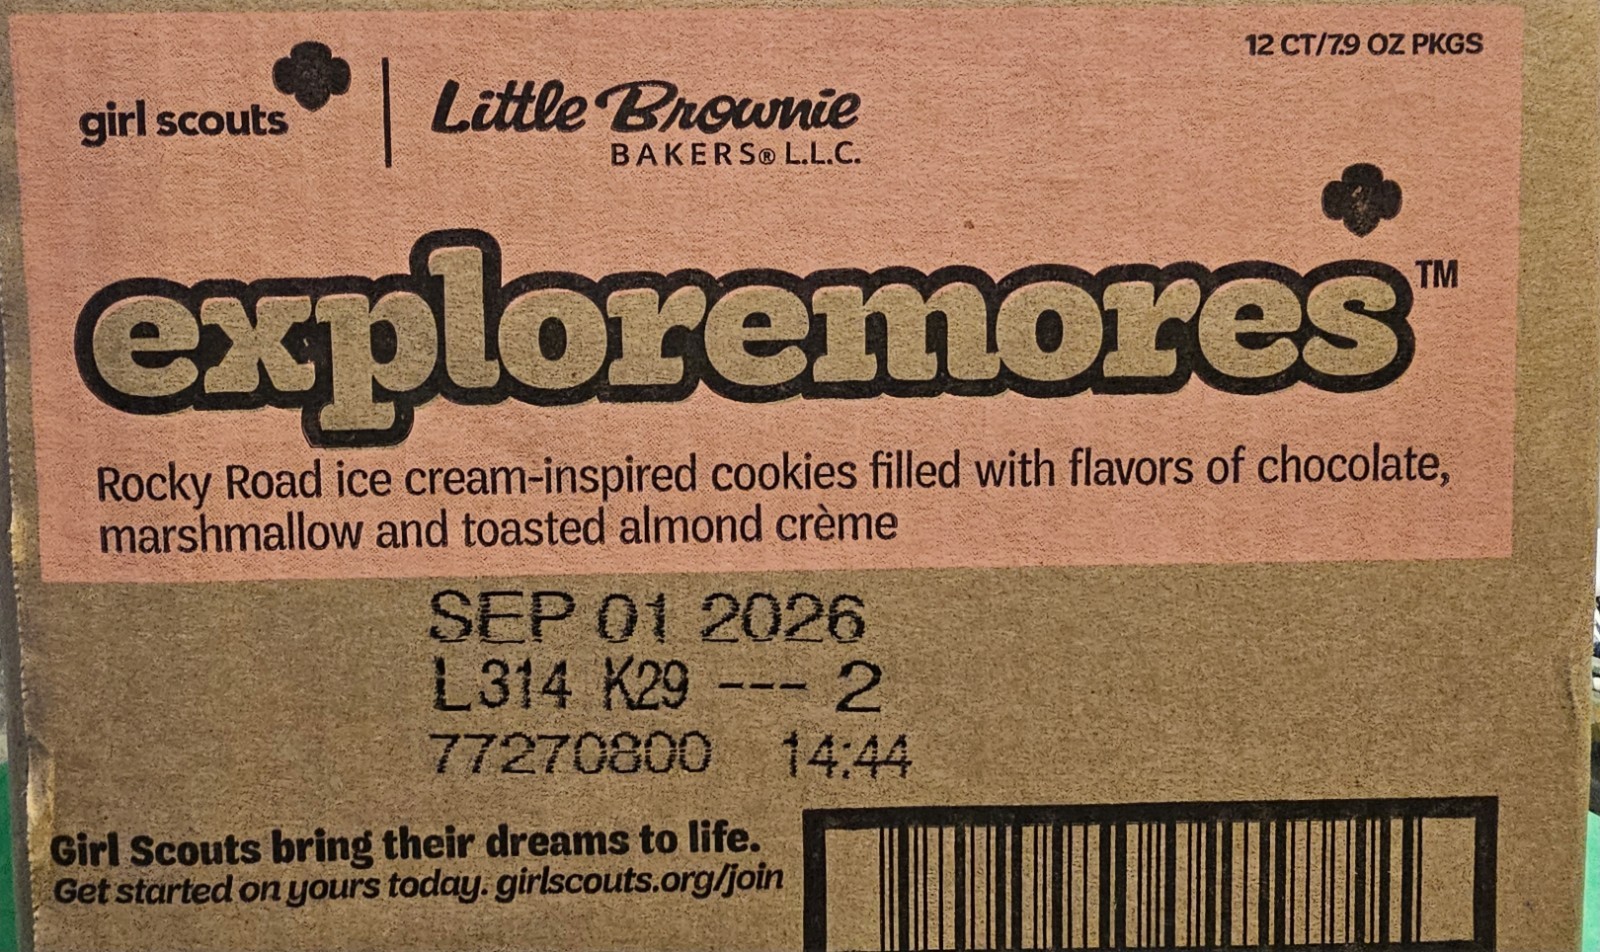 12 CT/7.9 OZ PKGS
girl scouts
Little Brownie
BAKERS® L.L.C.
exploremores™
Rocky Road ice cream-inspired cookies filled with flavors of chocolate,
marshmallow and toasted almond crème
SEP 01 2026
L314 K29 --- 2
77270800 14:44
Girl Scouts bring their dreams to life.
Get started on yours today. girlscouts.org/join